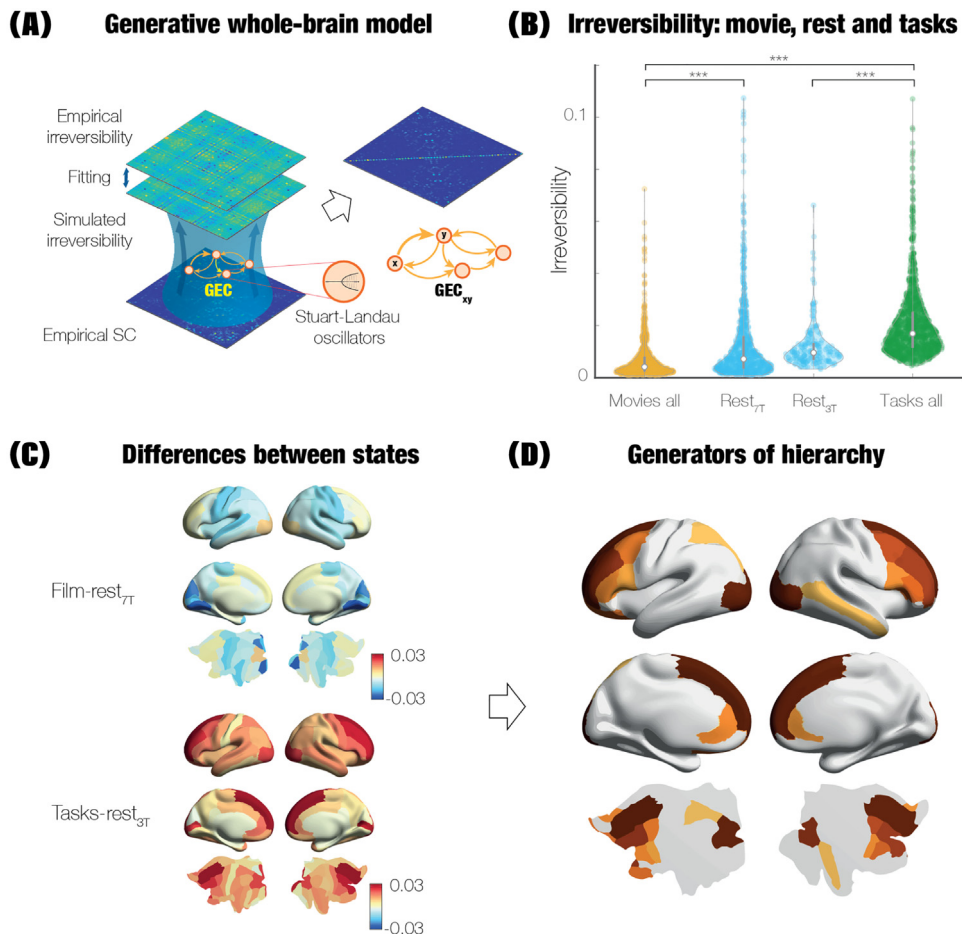 (A) Generative whole-brain model
Empirical
irreversibility
Fitting
Simulated
irreversibility
GEC
Empirical SC
Stuart-Landau
oscillators
x
y
GECxy
(B) Irreversibility: movie, rest and tasks
***
*** ***
0.1
Irreversibility
0
Movies all Rest7T Rest3T Tasks all
(C) Differences between states
Film-rest7T
0.03
-0.03
Tasks-rest3T
0.03
-0.03
(D) Generators of hierarchy